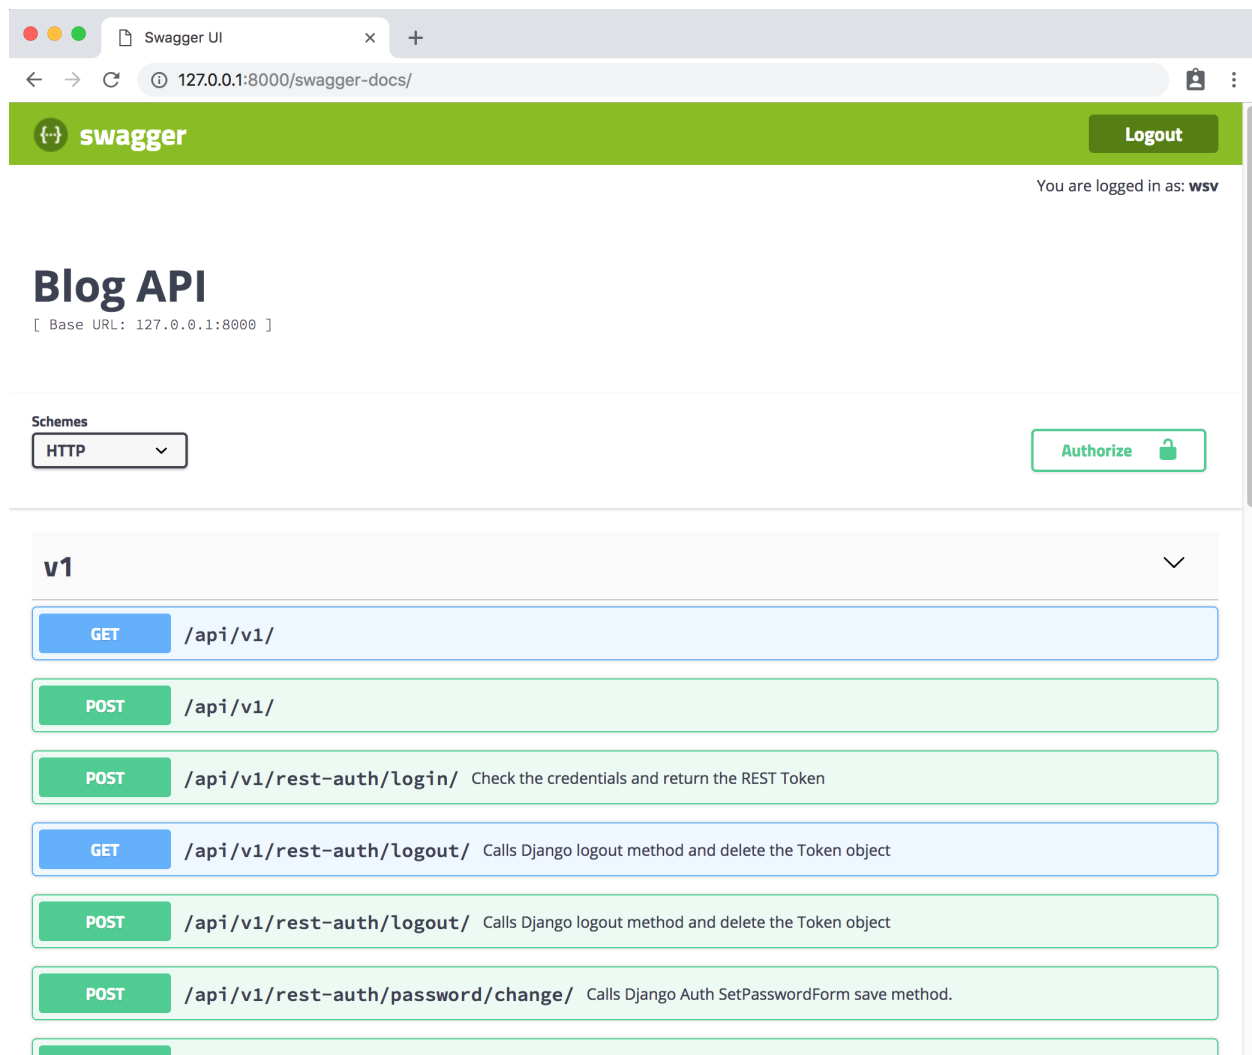 Swagger UI
127.0.0.1:8000/swagger-docs/
{···} swagger
Logout
You are logged in as: wsv
Blog API
[ Base URL: 127.0.0.1:8000 ]
Schemes
HTTP
Authorize
v1
GET /api/v1/
POST /api/v1/
POST /api/v1/rest-auth/login/ Check the credentials and return the REST Token
GET /api/v1/rest-auth/logout/ Calls Django logout method and delete the Token object
POST /api/v1/rest-auth/logout/ Calls Django logout method and delete the Token object
POST /api/v1/rest-auth/password/change/ Calls Django Auth SetPasswordForm save method.